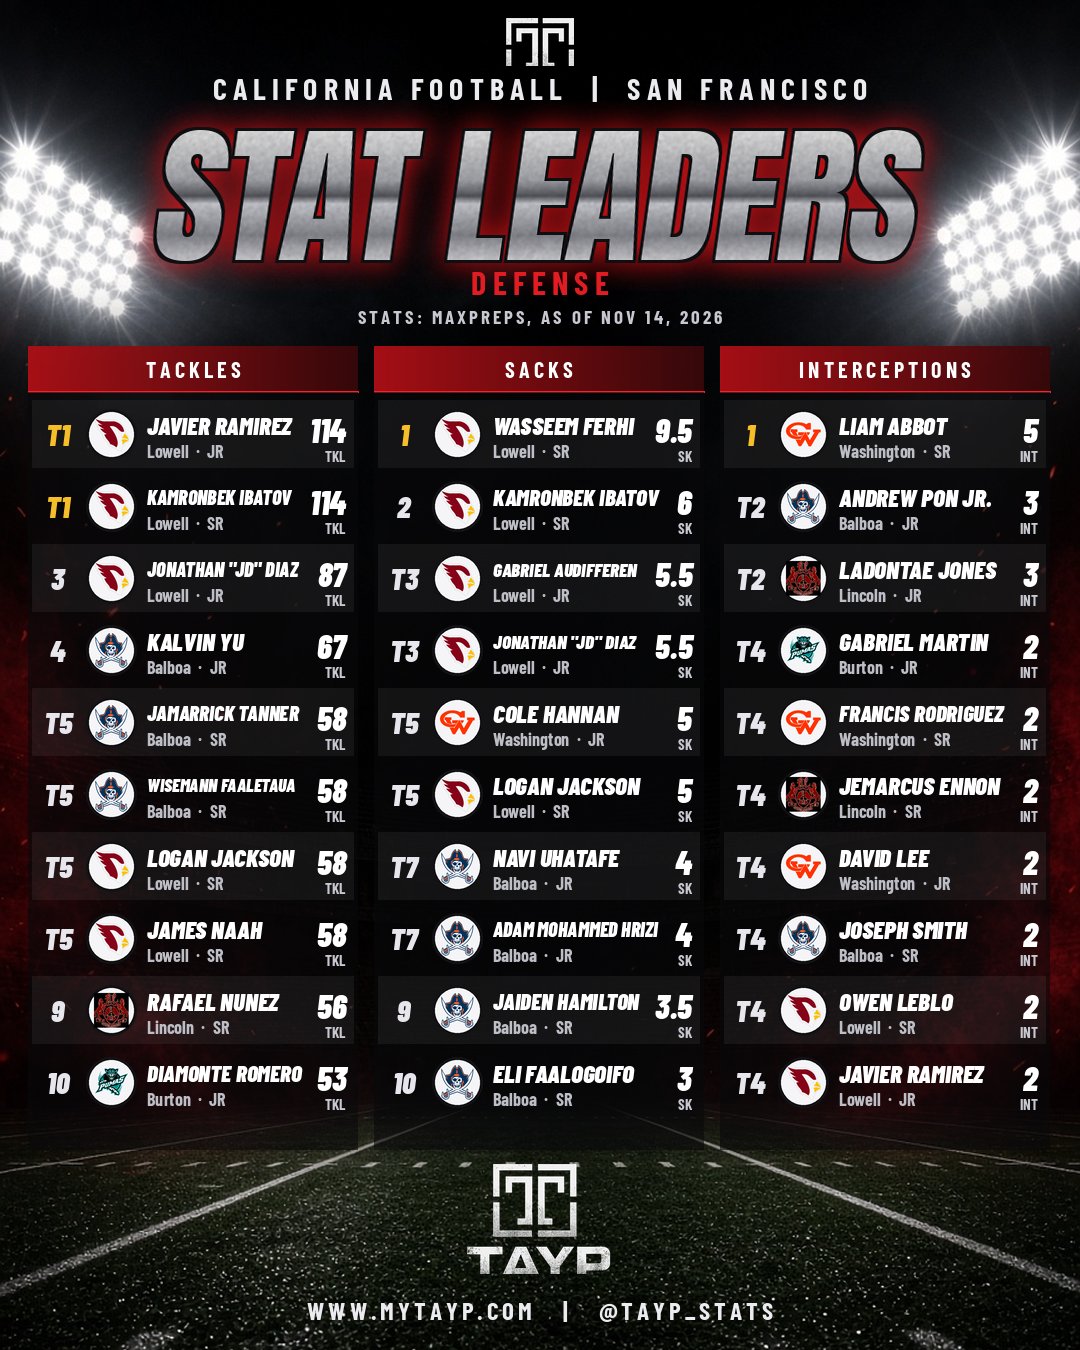 CALIFORNIA FOOTBALL | SAN FRANCISCO
STAT LEADERS
DEFENSE
STATS: MAXPREPS, AS OF NOV 14, 2026
TACKLES
T1 JAVIER RAMIREZ 114
Lowell · JR TKL
T1 KAMRONBEK IBATOV 114
Lowell · SR TKL
3 JONATHAN "JD" DIAZ 87
Lowell · JR TKL
4 KALVIN YU 67
Balboa · JR TKL
T5 JAMARRICK TANNER 58
Balboa · SR TKL
T5 WISEMANN FAALETAUA 58
Balboa · SR TKL
T5 LOGAN JACKSON 58
Lowell · SR TKL
T5 JAMES NAAH 58
Lowell · SR TKL
9 RAFAEL NUNEZ 56
Lincoln · SR TKL
10 DIAMONTE ROMERO 53
Burton · JR TKL
SACKS
1 WASSEEM FERHI 9.5
Lowell · SR SK
2 KAMRONBEK IBATOV 6
Lowell · SR SK
T3 GABRIEL AUDIFFEREN 5.5
Lowell · JR SK
T3 JONATHAN "JD" DIAZ 5.5
Lowell · JR SK
T5 COLE HANNAN 5
Washington · JR SK
T5 LOGAN JACKSON 5
Lowell · SR SK
T7 NAVI UHATAFE 4
Balboa · JR SK
T7 ADAM MOHAMMED HRIZI 4
Balboa · JR SK
9 JAIDEN HAMILTON 3.5
Balboa · SR SK
10 ELI FAALOGOIFO 3
Balboa · SR SK
INTERCEPTIONS
1 LIAM ABBOT 5
Washington · SR INT
T2 ANDREW PON JR. 3
Balboa · JR INT
T2 LADONTAE JONES 3
Lincoln · JR INT
T4 GABRIEL MARTIN 2
Burton · JR INT
T4 FRANCIS RODRIGUEZ 2
Washington · SR INT
T4 JEMARCUS ENNON 2
Lincoln · SR INT
T4 DAVID LEE 2
Washington · JR INT
T4 JOSEPH SMITH 2
Balboa · SR INT
T4 OWEN LEBLO 2
Lowell · SR INT
T4 JAVIER RAMIREZ 2
Lowell · JR INT
TAYP
WWW.MYTAYP.COM | @TAYP_STATS